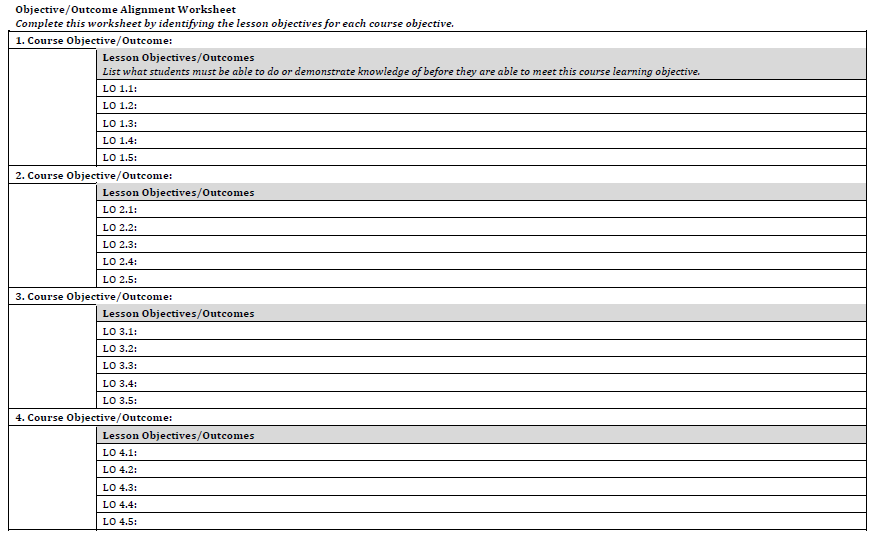 Objective/Outcome Alignment Worksheet
Complete this worksheet by identifying the lesson objectives for each course objective.
1. Course Objective/Outcome:
Lesson Objectives/Outcomes
List what students must be able to do or demonstrate knowledge of before they are able to meet this course learning objective.
LO 1.1:
LO 1.2:
LO 1.3:
LO 1.4:
LO 1.5:
2. Course Objective/Outcome:
Lesson Objectives/Outcomes
LO 2.1:
LO 2.2:
LO 2.3:
LO 2.4:
LO 2.5:
3. Course Objective/Outcome:
Lesson Objectives/Outcomes
LO 3.1:
LO 3.2:
LO 3.3:
LO 3.4:
LO 3.5:
4. Course Objective/Outcome:
Lesson Objectives/Outcomes
LO 4.1:
LO 4.2:
LO 4.3:
LO 4.4:
LO 4.5: